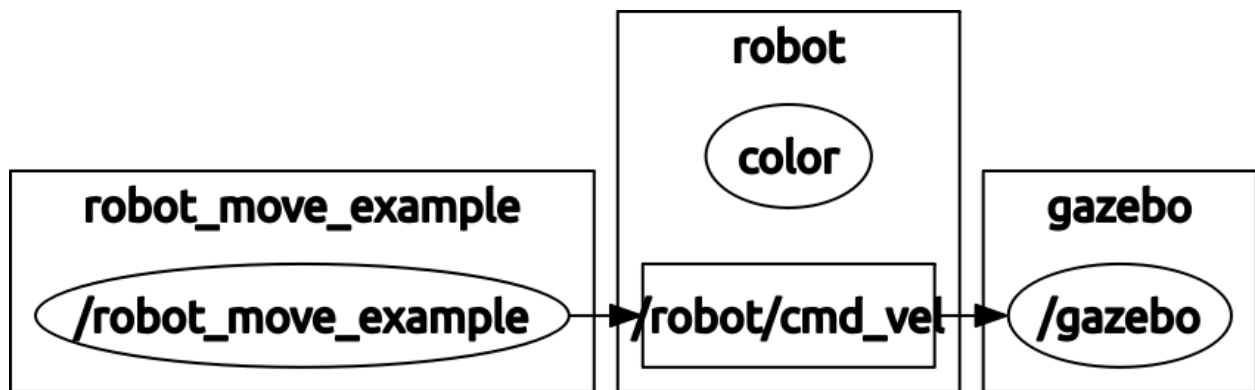 robot
color
robot_move_example
gazebo
/robot_move_example
/robot/cmd_vel
/gazebo